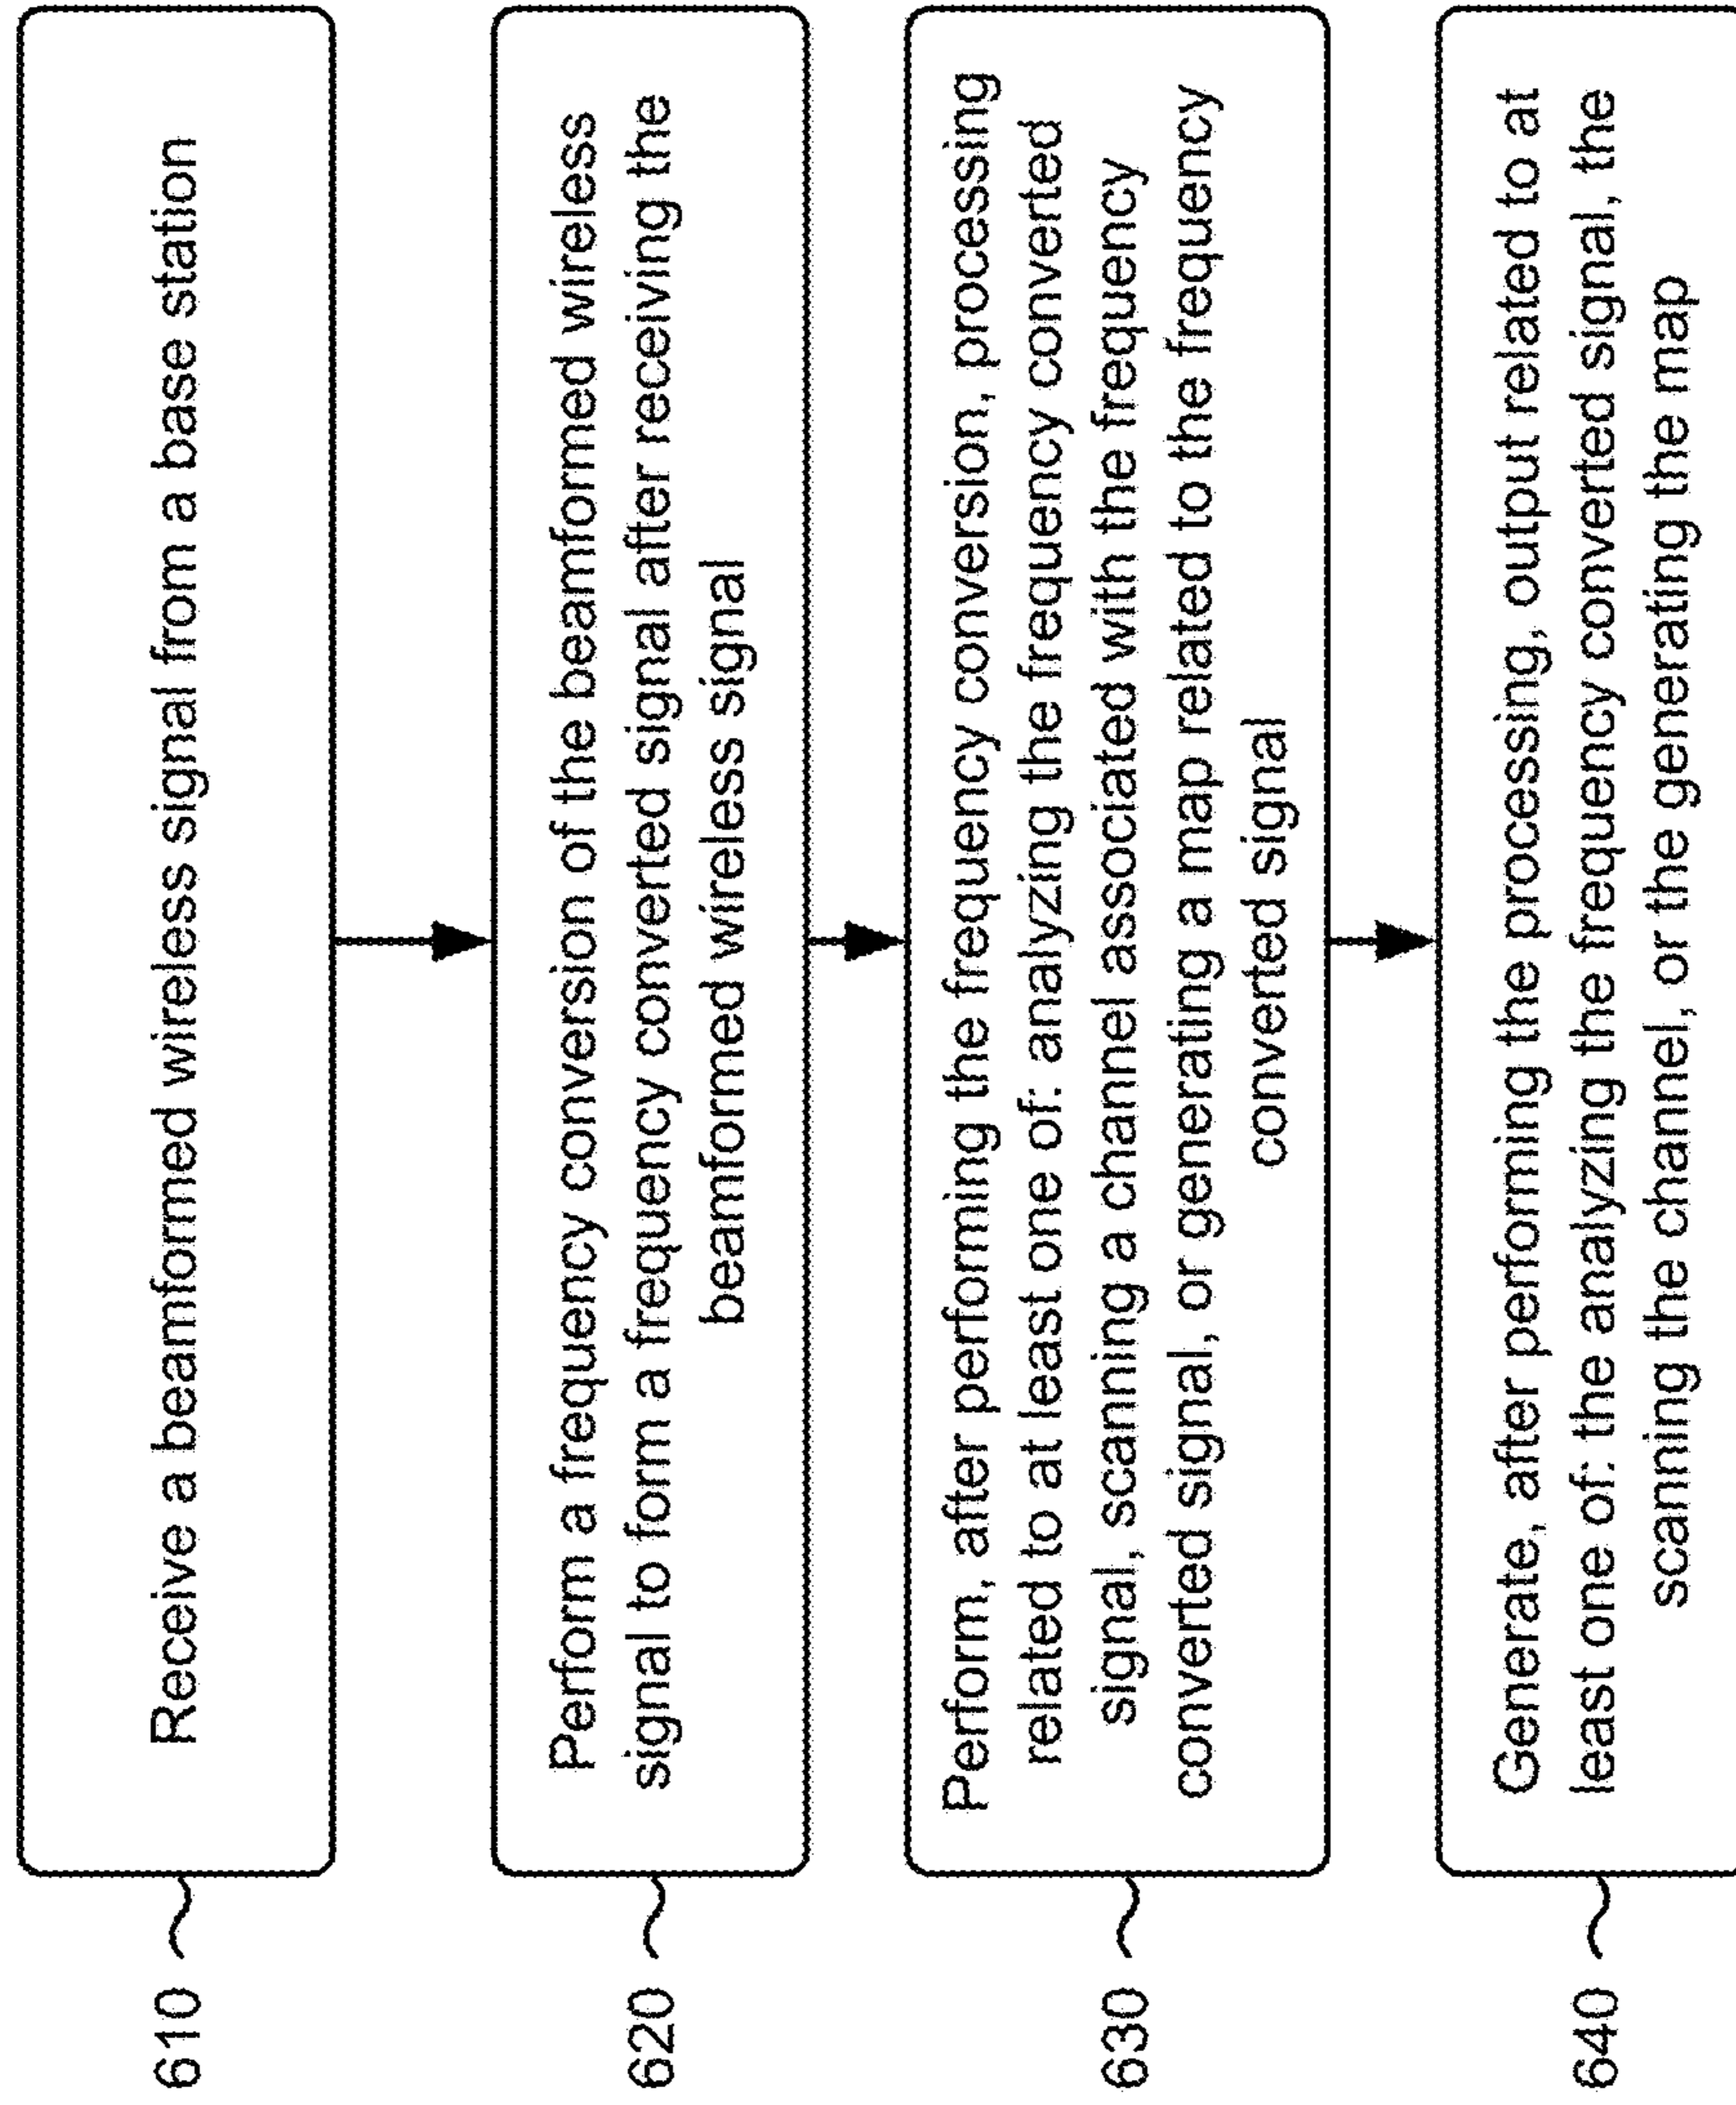 610
Receive a beamformed wireless signal from a base station
620
Perform a frequency conversion of the beamformed wireless
signal to form a frequency converted signal after receiving the
beamformed wireless signal
630
Perform, after performing the frequency conversion, processing
related to at least one of: analyzing the frequency converted
signal, scanning a channel associated with the frequency
converted signal, or generating a map related to the frequency
converted signal
640
Generate, after performing the processing, output related to at
least one of: the analyzing the frequency converted signal, the
scanning the channel, or the generating the map